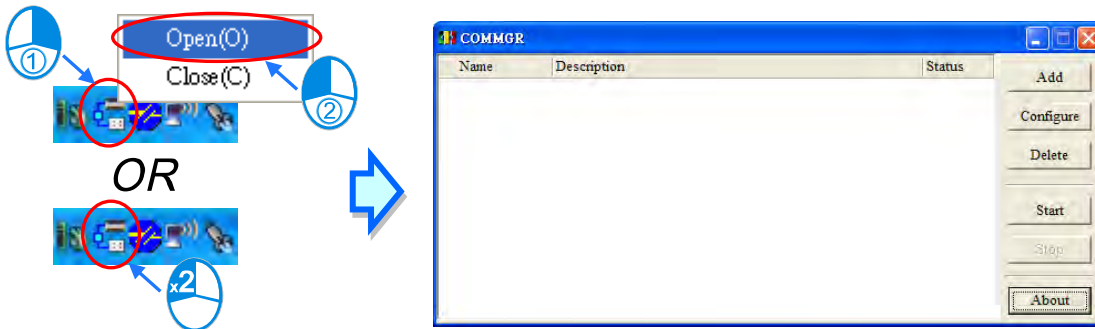 Open(O)
Close(C)
1
2
OR
x2
COMMGR
Name Description Status
Add
Configure
Delete
Start
Stop
About